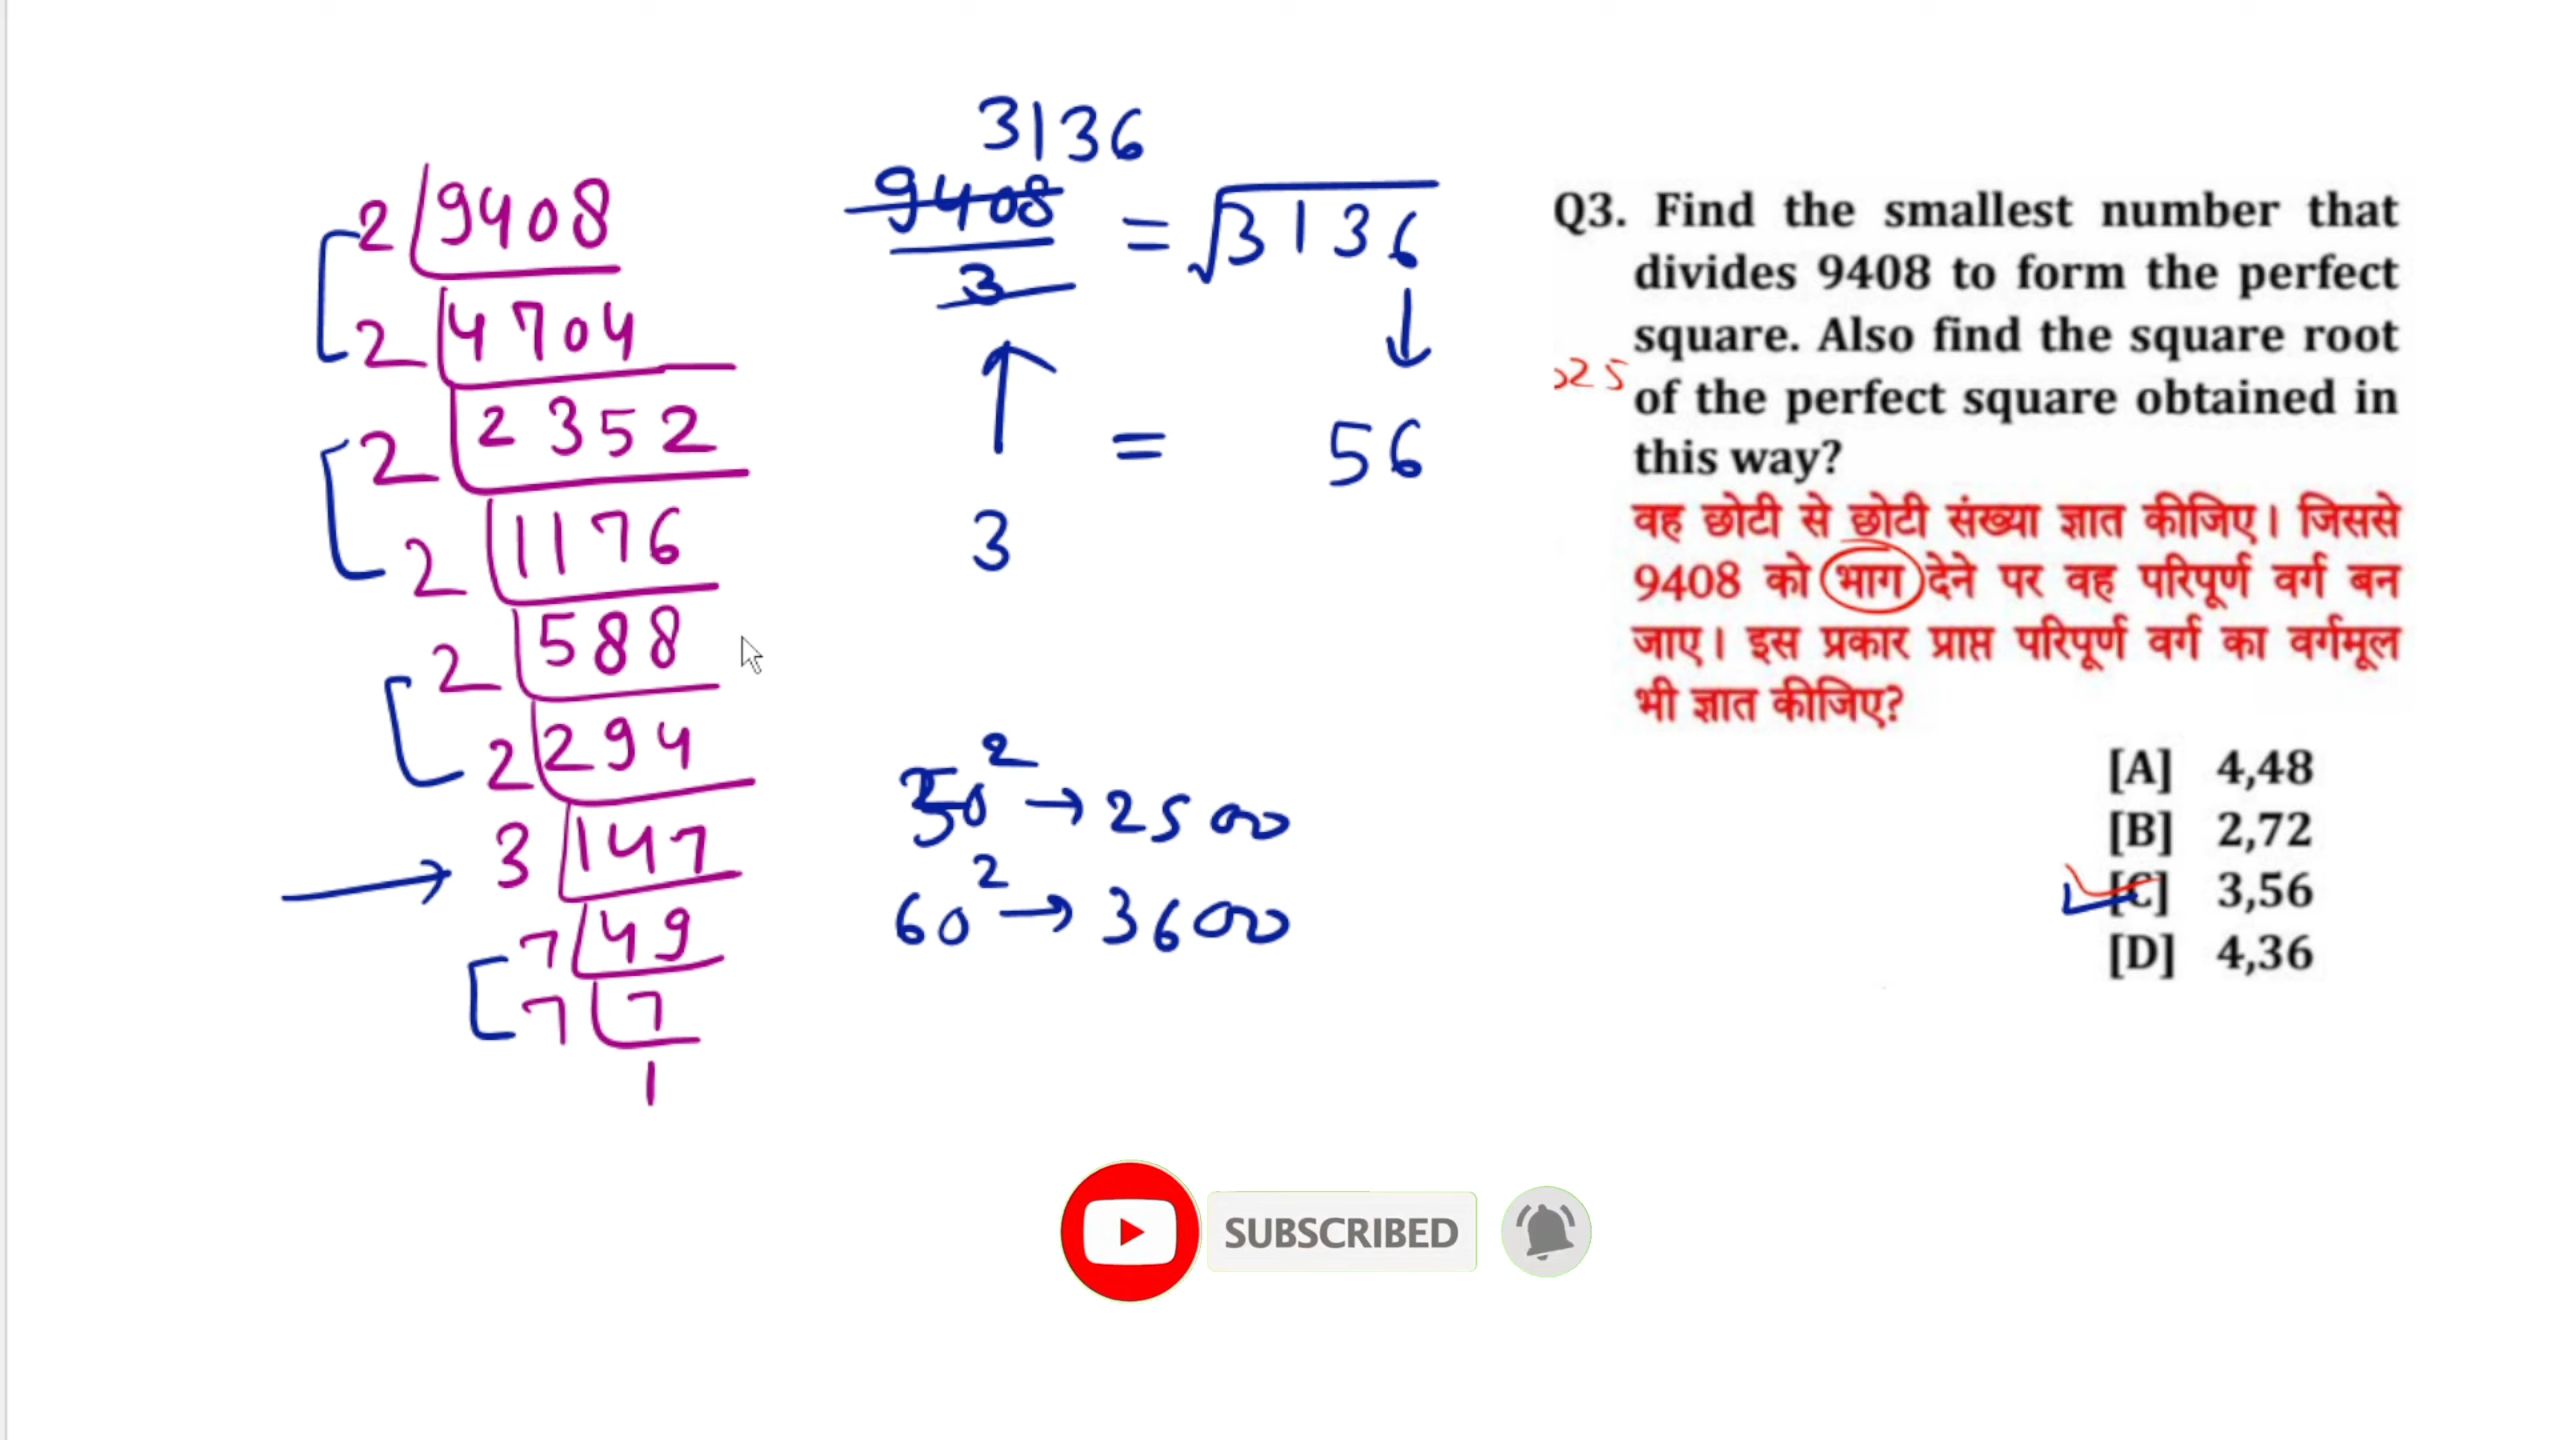 2 9408
2 4704
2 2352
2 1176
2 588
2 294
3 147
7 49
7 7
1
3136
9408 = √3136
3
= 56
3
50² → 2500
60² → 3600
Q3. Find the smallest number that
divides 9408 to form the perfect
square. Also find the square root
25
of the perfect square obtained in
this way?
वह छोटी से छोटी संख्या ज्ञात कीजिए। जिससे
9408 को भाग देने पर वह परिपूर्ण वर्ग बन
जाए। इस प्रकार प्राप्त परिपूर्ण वर्ग का वर्गमूल
भी ज्ञात कीजिए?
[A] 4,48
[B] 2,72
[C] 3,56
[D] 4,36
SUBSCRIBED